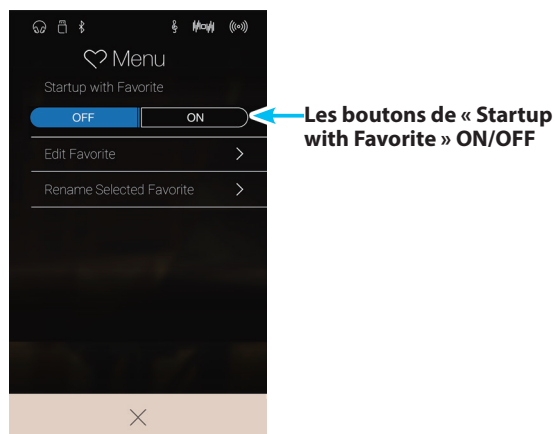 Menu
Startup with Favorite
OFF ON
Les boutons de « Startup
with Favorite » ON/OFF
Edit Favorite
Rename Selected Favorite